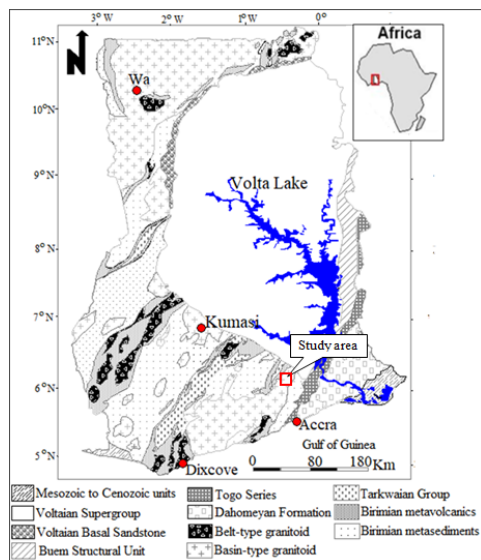 3°W 2°W 1°W 0°
Africa
N
11°N
Wa
10°N
9°N
Volta Lake
8°N
7°N
Kumasi
Study area
6°N
Accra
Gulf of Guinea
5°N
0 60 80 180 Km
Dixcove
Mesozoic to Cenozoic units
Togo Series
Tarkwaian Group
Voltaian Supergroup
Dahomeyan Formation
Birimian metavolcanics
Voltaian Basal Sandstone
Belt-type granitoid
Birimian metasediments
Buem Structural Unit
Basin-type granitoid